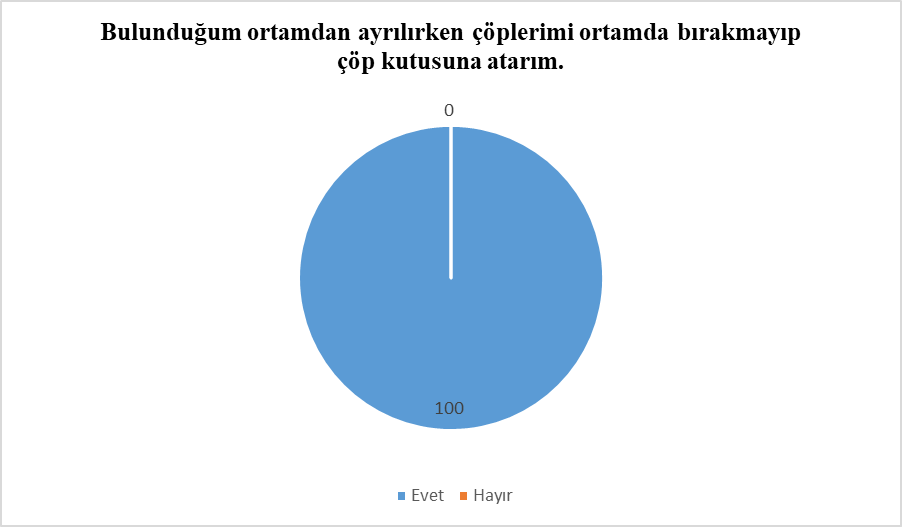 Bulunduğum ortamdan ayrılırken çöplerimi ortamda bırakmayıp
çöp kutusuna atarım.
0
100
Evet Hayır